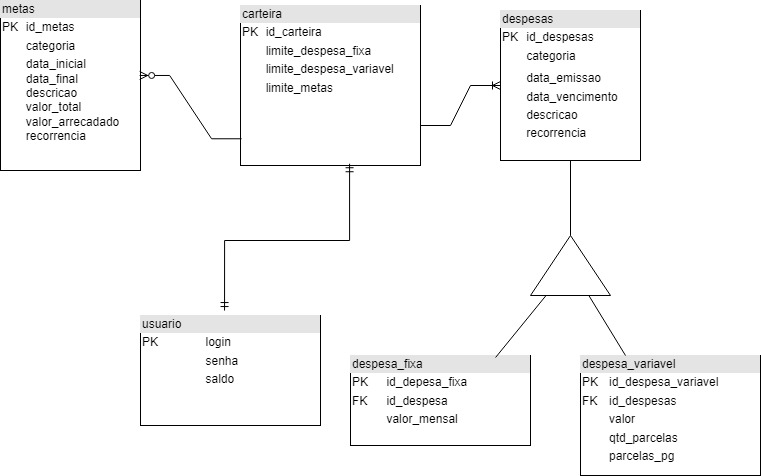 metas
PK id_metas
categoria
data_inicial
data_final
descricao
valor_total
valor_arrecadado
recorrencia
carteira
PK id_carteira
limite_despesa_fixa
limite_despesa_variavel
limite_metas
despesas
PK id_despesas
categoria
data_emissao
data_vencimento
descricao
recorrencia
usuario
PK login
senha
saldo
despesa_fixa
PK id_depesa_fixa
FK id_despesa
valor_mensal
despesa_variavel
PK id_despesa_variavel
FK id_despesas
valor
qtd_parcelas
parcelas_pg